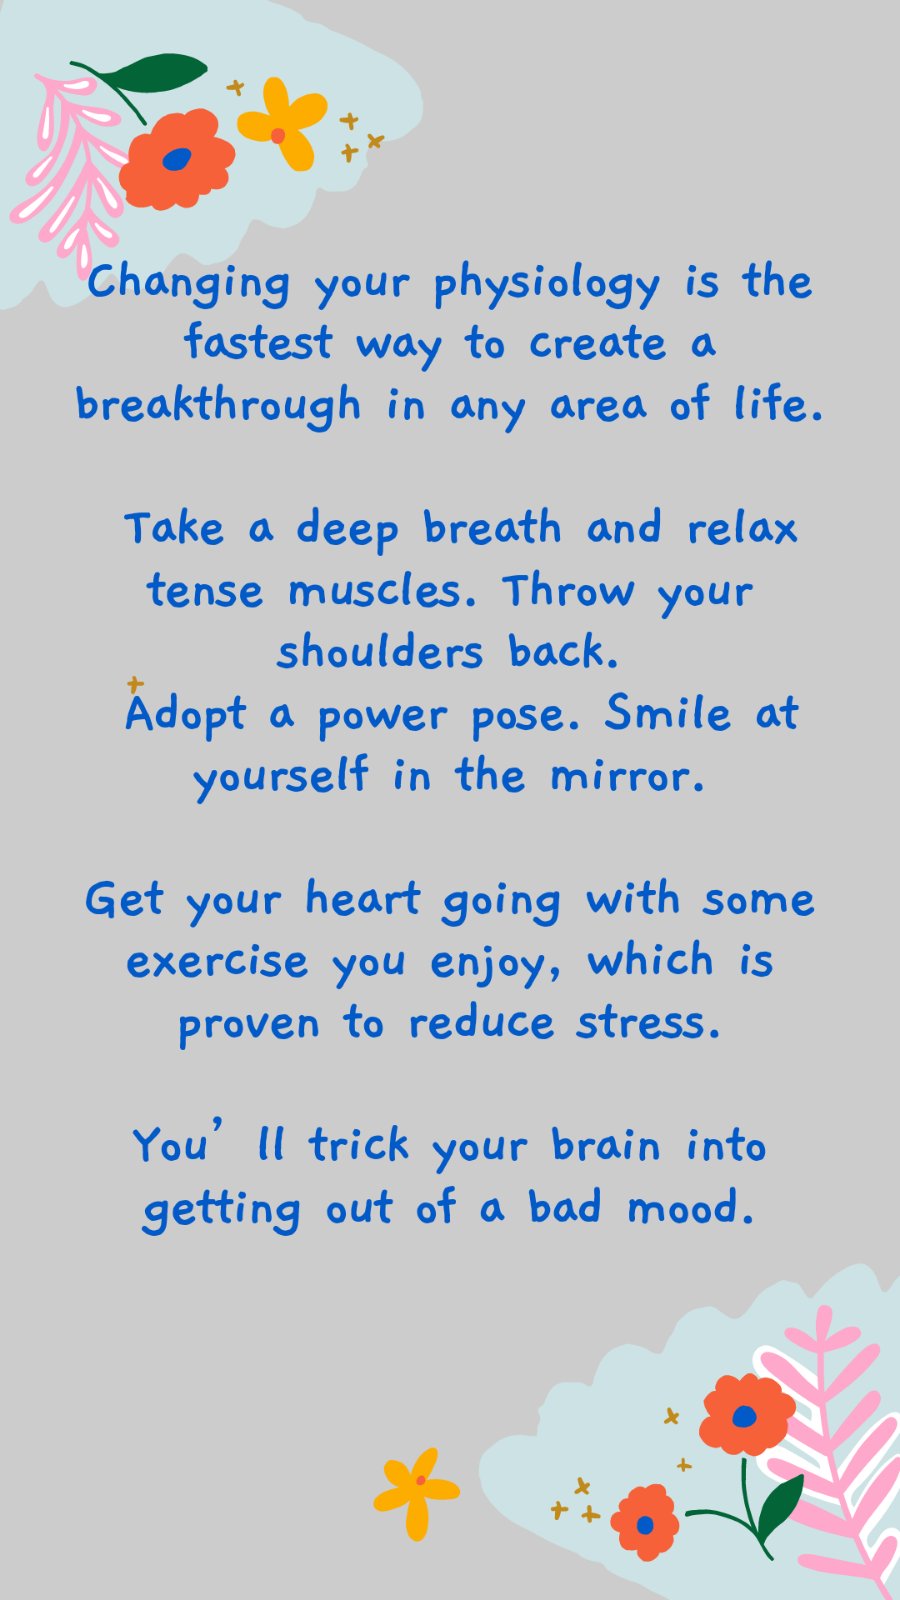 Changing your physiology is the
fastest way to create a
breakthrough in any area of life.
Take a deep breath and relax
tense muscles. Throw your
shoulders back.
Adopt a power pose. Smile at
yourself in the mirror.
Get your heart going with some
exercise you enjoy, which is
proven to reduce stress.
You’ll trick your brain into
getting out of a bad mood.